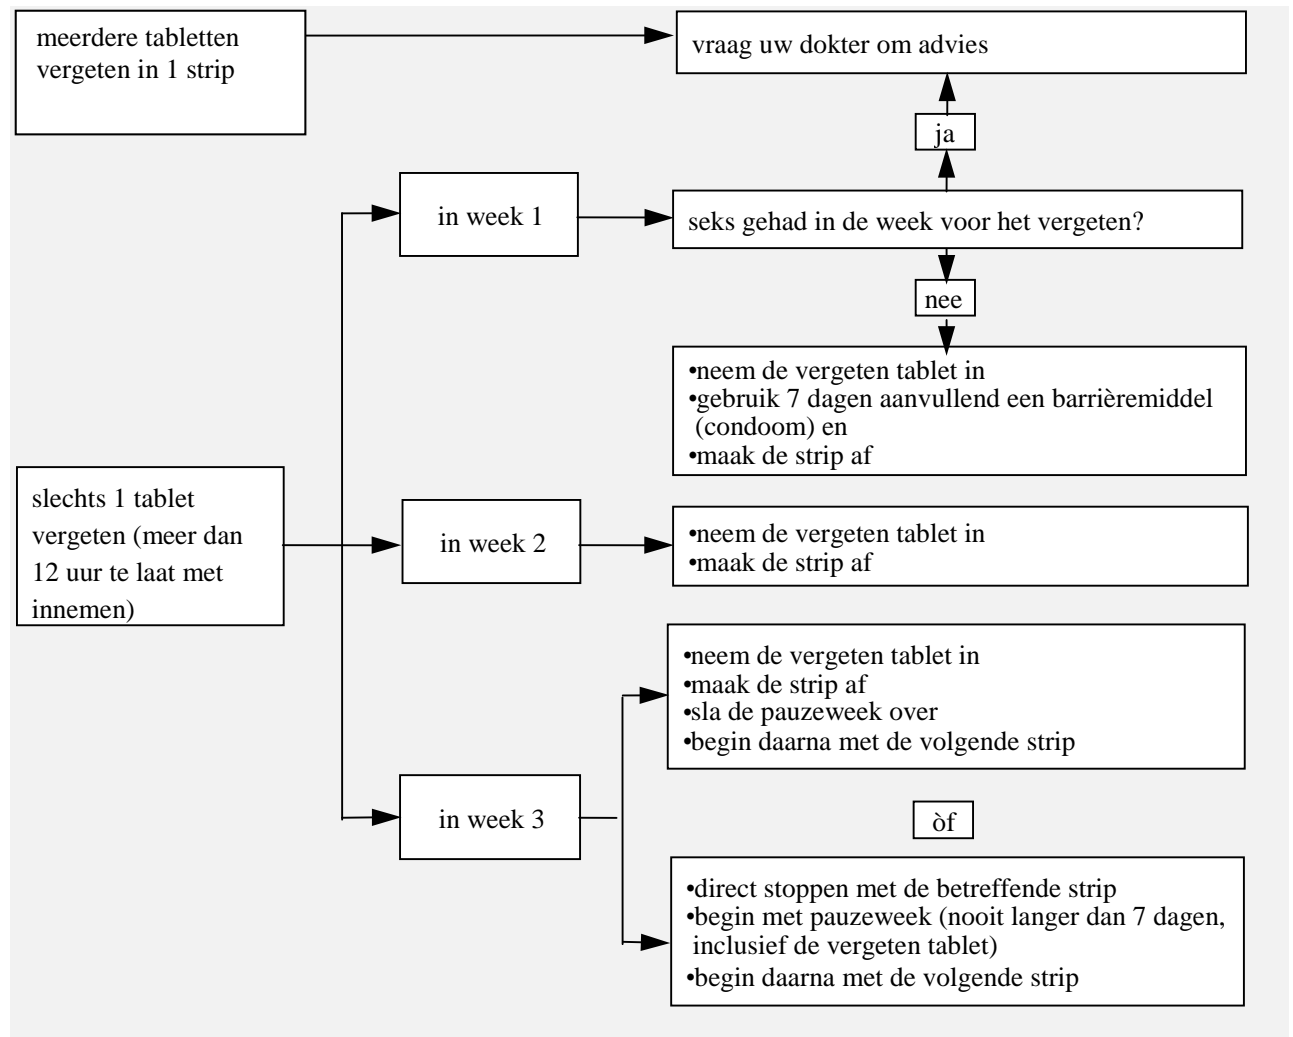 meerdere tabletten
vergeten in 1 strip
vraag uw dokter om advies
ja
in week 1
seks gehad in de week voor het vergeten?
nee
•neem de vergeten tablet in
•gebruik 7 dagen aanvullend een barrièremiddel
(condoom) en
•maak de strip af
slechts 1 tablet
vergeten (meer dan
12 uur te laat met
innemen)
in week 2
•neem de vergeten tablet in
•maak de strip af
•neem de vergeten tablet in
•maak de strip af
•sla de pauzeweek over
•begin daarna met de volgende strip
in week 3
òf
•direct stoppen met de betreffende strip
•begin met pauzeweek (nooit langer dan 7 dagen,
inclusief de vergeten tablet)
•begin daarna met de volgende strip